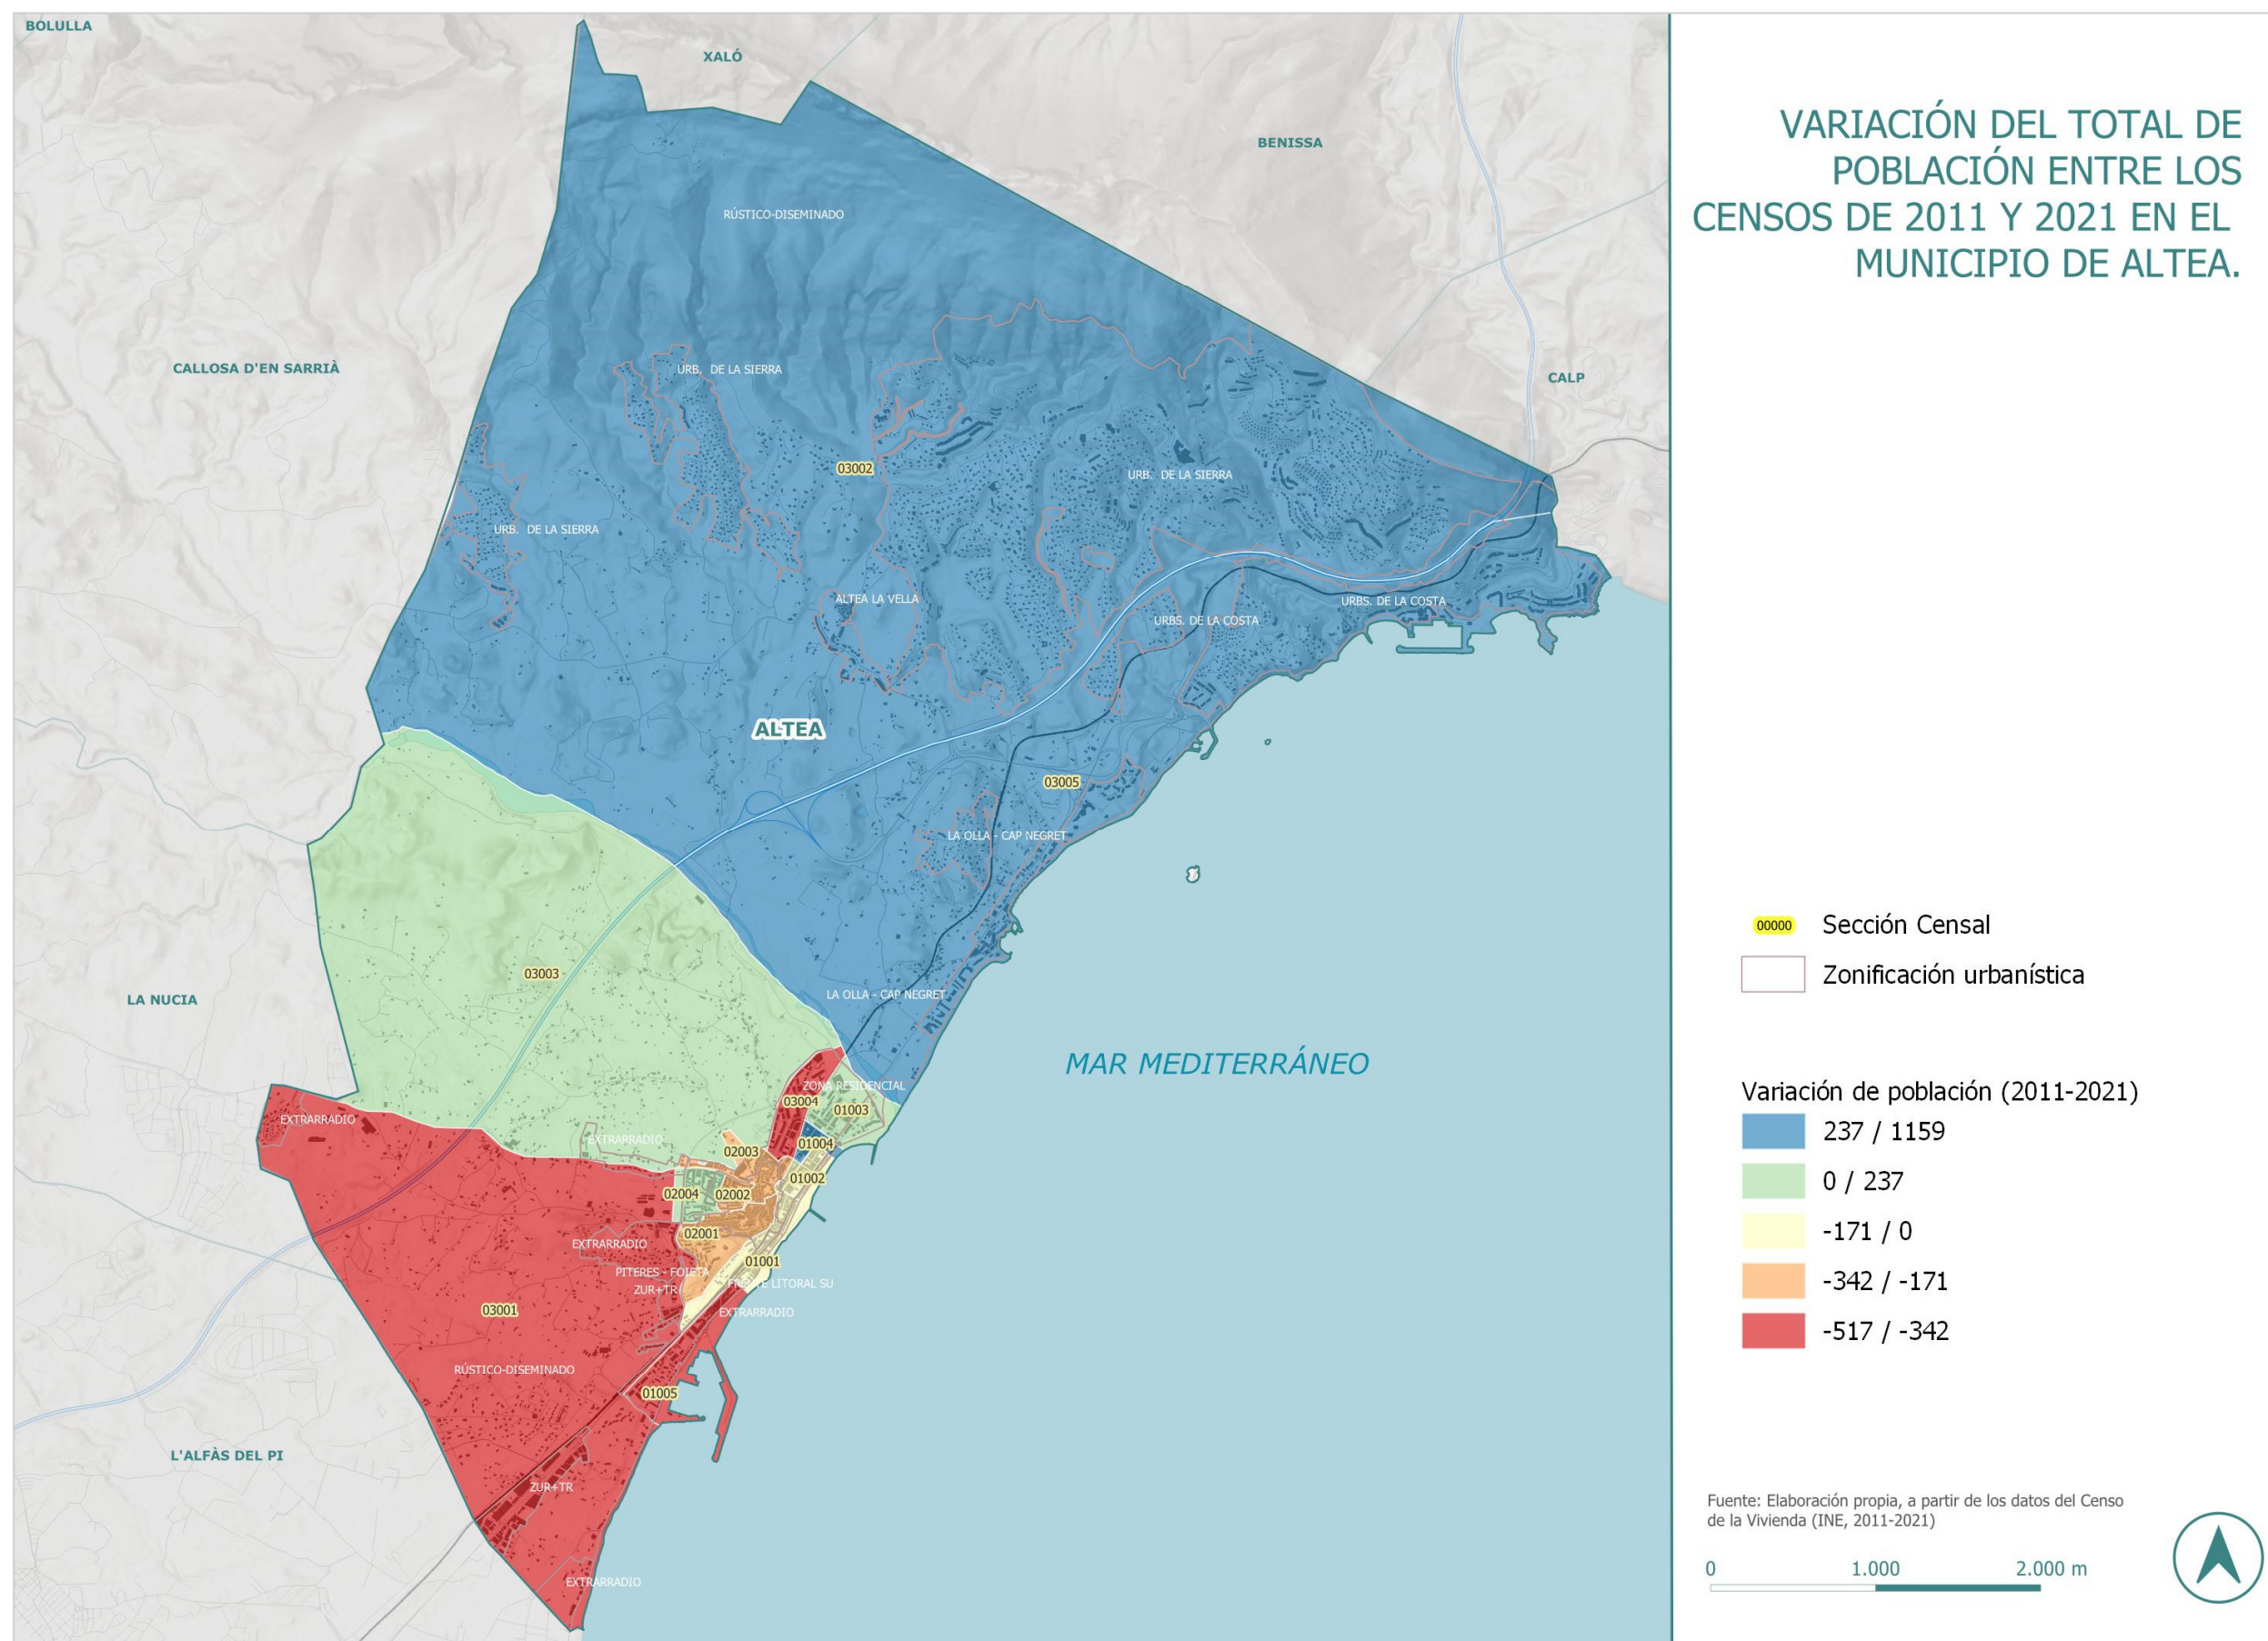 VARIACIÓN DEL TOTAL DE
POBLACIÓN ENTRE LOS
CENSOS DE 2011 Y 2021 EN EL
MUNICIPIO DE ALTEA.
BOLULLA
XALÓ
BENISSA
RÚSTICO-DISEMINADO
CALLOSA D'EN SARRIÀ
URB. DE LA SIERRA
CALP
03002
URB. DE LA SIERRA
URB. DE LA SIERRA
ALTEA LA VELLA
URBS. DE LA COSTA
URBS. DE LA COSTA
ALTEA
03005
LA OLLA - CAP NEGRET
03003
LA OLLA - CAP NEGRET
LA NUCIA
MAR MEDITERRÁNEO
ZONA RESIDENCIAL
03004
01003
EXTRARRADIO
EXTRARRADIO
01004
02003
01002
02004
02002
02001
EXTRARRADIO
01001
PITERES - FOIETA
FRENTE LITORAL SU
ZUR+TR
03001
EXTRARRADIO
RÚSTICO-DISEMINADO
01005
L'ALFÀS DEL PI
ZUR+TR
EXTRARRADIO
00000 Sección Censal
Zonificación urbanística
Variación de población (2011-2021)
237 / 1159
0 / 237
-171 / 0
-342 / -171
-517 / -342
Fuente: Elaboración propia, a partir de los datos del Censo
de la Vivienda (INE, 2011-2021)
0 1.000 2.000 m